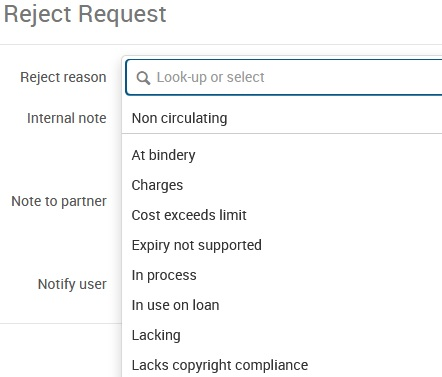 Reject Request
Reject reason
Look-up or select
Internal note
Non circulating
At bindery
Charges
Note to partner
Cost exceeds limit
Expiry not supported
In process
Notify user
In use on loan
Lacking
Lacks copyright compliance